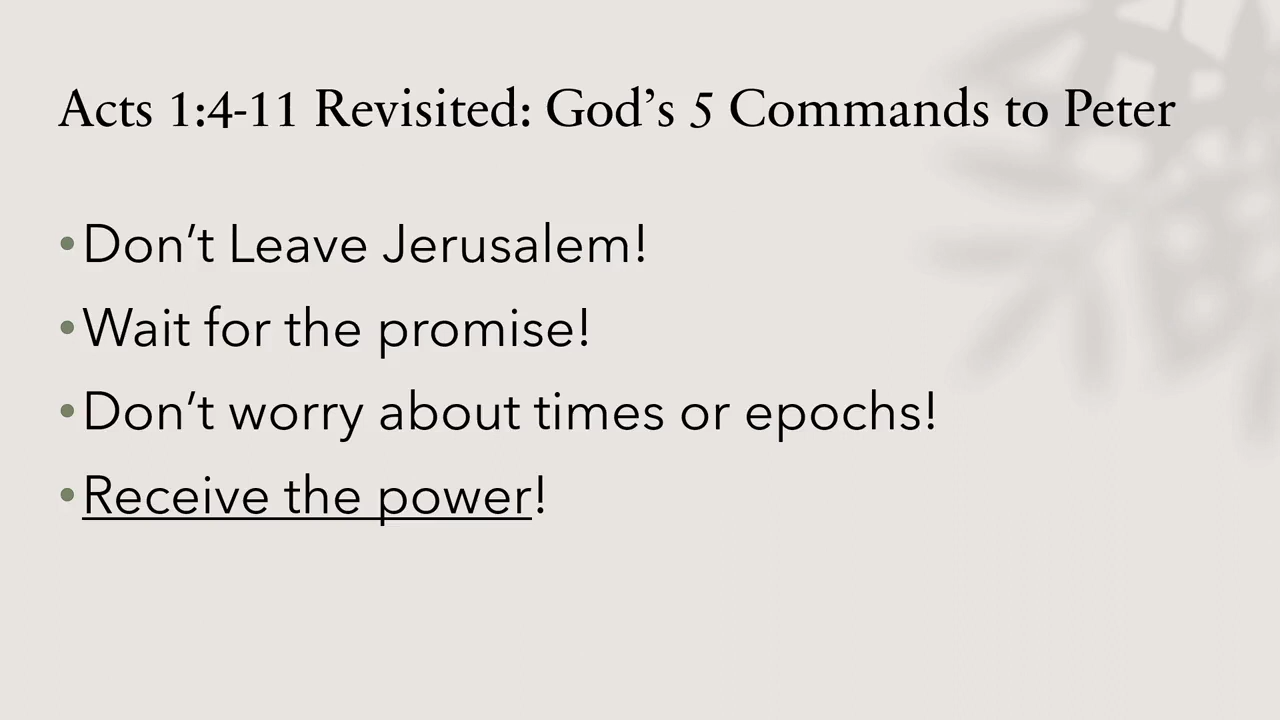 Acts 1:4-11 Revisited: God’s 5 Commands to Peter
•Don’t Leave Jerusalem!
•Wait for the promise!
•Don’t worry about times or epochs!
•Receive the power!